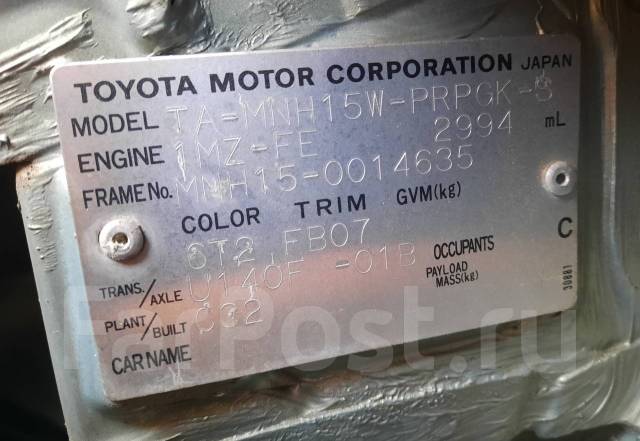 TOYOTA MOTOR CORPORATION JAPAN
MODEL TA-MNH15W-PRPGK-S
ENGINE 1MZ-FE 2994 mL
FRAME No. MNH15-0014635
COLOR TRIM GVM(kg)
6T2 FB07
C
TRANS./AXLE U140F -01B OCCUPANTS
PAYLOAD MASS(kg)
PLANT/BUILT
CAR NAME
30881
FarPost.ru